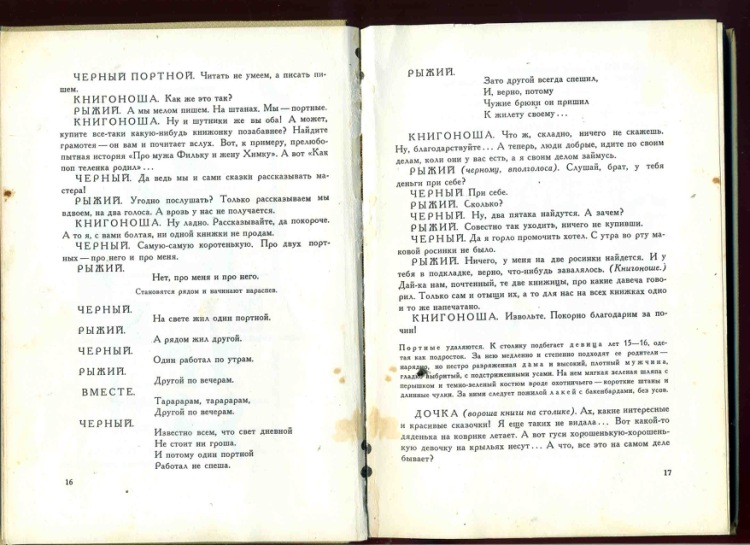 ЧЕРНЫЙ ПОРТНОЙ. Читать не умеем, а писать пи-
шем.
КНИГОНОША. Как же это так?
РЫЖИЙ. А мы мелом пишем. На штанах. Мы — портные.
КНИГОНОША. Ну и шутники же вы оба! А может,
купите все-таки какую-нибудь книжонку позабавнее? Найдите
грамотея — он вам и почитает вслух. Вот, к примеру, прелюбо-
пытная история «Про мужа Фильку и жену Химку». А вот «Как
поп теленка родил»...
ЧЕРНЫЙ. Да ведь мы и сами сказки рассказывать ма-
стера!
РЫЖИЙ. Угодно послушать? Только рассказываем мы
вдвоем, на два голоса. А врозь у нас не получается.
КНИГОНОША. Ну ладно. Рассказывайте, да покороче.
А то я, с вами болтая, ни одной книжки не продам.
ЧЕРНЫЙ. Самую-самую коротенькую. Про двух порт-
ных — про него и про меня.
РЫЖИЙ.
Нет, про меня и про него.
Становятся рядом и начинают нараспев.
ЧЕРНЫЙ.
На свете жил один портной.
РЫЖИЙ.
А рядом жил другой.
ЧЕРНЫЙ.
Один работал по утрам.
РЫЖИЙ.
Другой по вечерам.
ВМЕСТЕ.
Тарарарам, тарарарам,
Другой по вечерам.
ЧЕРНЫЙ.
Известно всем, что свет дневной
Не стоит ни гроша.
И потому один портной
Работал не спеша.
16
РЫЖИЙ.
Зато другой всегда спешил,
И, верно, потому
Чужие брюки он пришил
К жилету своему...
КНИГОНОША. Что ж, складно, ничего не скажешь.
Ну, благодарствуйте... А теперь, люди добрые, идите по своим
делам, коли они у вас есть, а я своим делом займусь.
РЫЖИЙ (черному, вполголоса). Слушай, брат, у тебя
деньги при себе?
ЧЕРНЫЙ. При себе.
РЫЖИЙ. Сколько?
ЧЕРНЫЙ. Ну, два пятака найдутся. А зачем?
РЫЖИЙ. Совестно так уходить, ничего не купивши.
ЧЕРНЫЙ. Да я горло промочить хотел. С утра во рту ма-
ковой росинки не было.
РЫЖИЙ. Ничего, у меня на две росинки найдется. И у
тебя в подкладке, верно, что-нибудь завалялось. (Книгоноше.)
Дай-ка нам, почтенный, те две книжицы, про какие давеча гово-
рил. Только сам и отыщи их, а то для нас на всех книжках одно
и то же напечатано.
КНИГОНОША. Извольте. Покорно благодарим за по-
чин!
Портные удаляются. К столику подбегает девица лет 15—16, оде-
тая как подросток. За нею медленно и степенно подходят ее родители —
нарядно, но пестро разряженная дама и высокий, плотный мужчина,
гладко выбритый, с подстриженными усами. На нем мягкая зеленая шляпа с
перышком и темно-зеленый костюм вроде охотничьего — короткие штаны и
длинные чулки. За ними следует пожилой лакей с бакенбардами, без усов.
ДОЧКА (вороша книги на столике). Ах, какие интересные
и красивые сказочки! Я еще таких не видала... Вот какой-то
дяденька на коврике летает. А вот гуси хорошенькую-хорошень-
кую девочку на крыльях несут... А что, все это на самом деле
бывает?
17